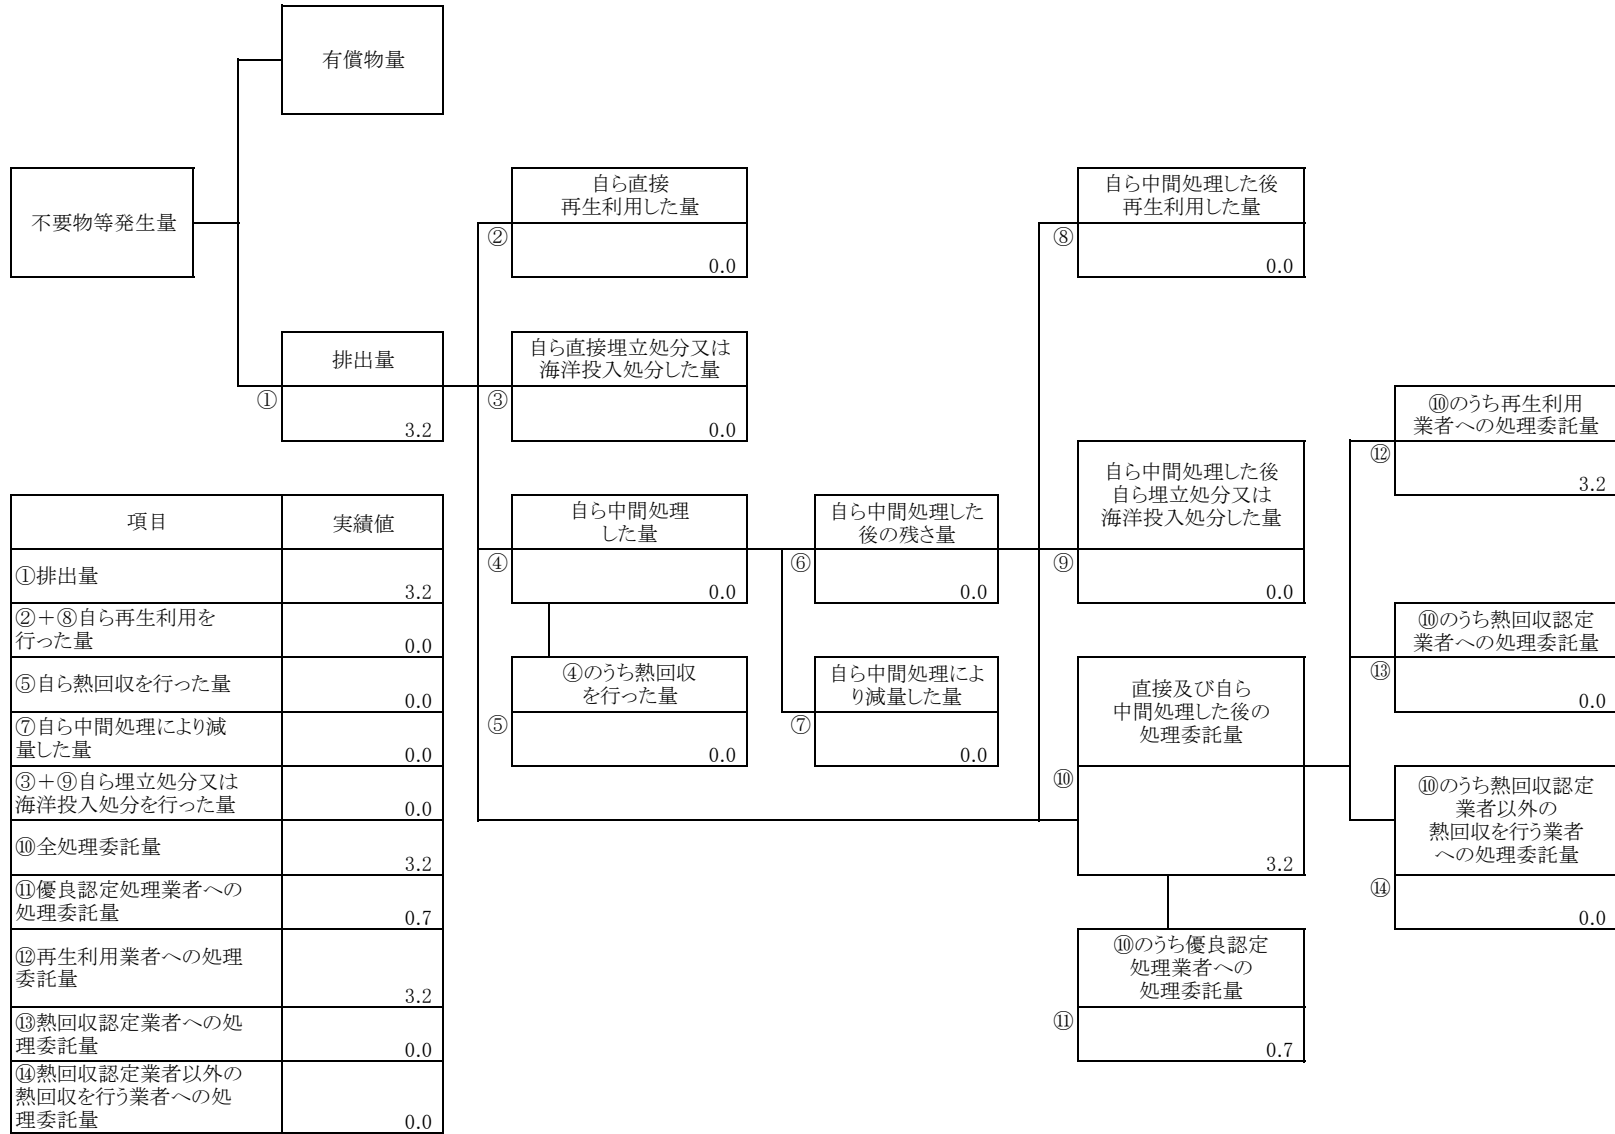 有償物量
不要物等発生量
自ら直接
再生利用した量
②
0.0
自ら中間処理した後
再生利用した量
⑧
0.0
排出量
①
3.2
自ら直接埋立処分又は
海洋投入処分した量
③
0.0
⑩のうち再生利用
業者への処理委託量
⑫
3.2
自ら中間処理
した量
④
0.0
自ら中間処理した
後の残さ量
⑥
0.0
自ら中間処理した後
自ら埋立処分又は
海洋投入処分した量
⑨
0.0
⑩のうち熱回収認定
業者への処理委託量
⑬
0.0
④のうち熱回収
を行った量
⑤
0.0
自ら中間処理によ
り減量した量
⑦
0.0
直接及び自ら
中間処理した後の
処理委託量
⑩
3.2
⑩のうち熱回収認定
業者以外の
熱回収を行う業者
への処理委託量
⑭
0.0
⑩のうち優良認定
処理業者への
処理委託量
⑪
0.7
項目 実績値
①排出量
3.2
②+⑧自ら再生利用を
行った量 0.0
⑤自ら熱回収を行った量
0.0
⑦自ら中間処理により減
量した量 0.0
③+⑨自ら埋立処分又は
海洋投入処分を行った量 0.0
⑩全処理委託量
3.2
⑪優良認定処理業者への
処理委託量 0.7
⑫再生利用業者への処理
委託量
3.2
⑬熱回収認定業者への処
理委託量 0.0
⑭熱回収認定業者以外の
熱回収を行う業者への処
理委託量 0.0